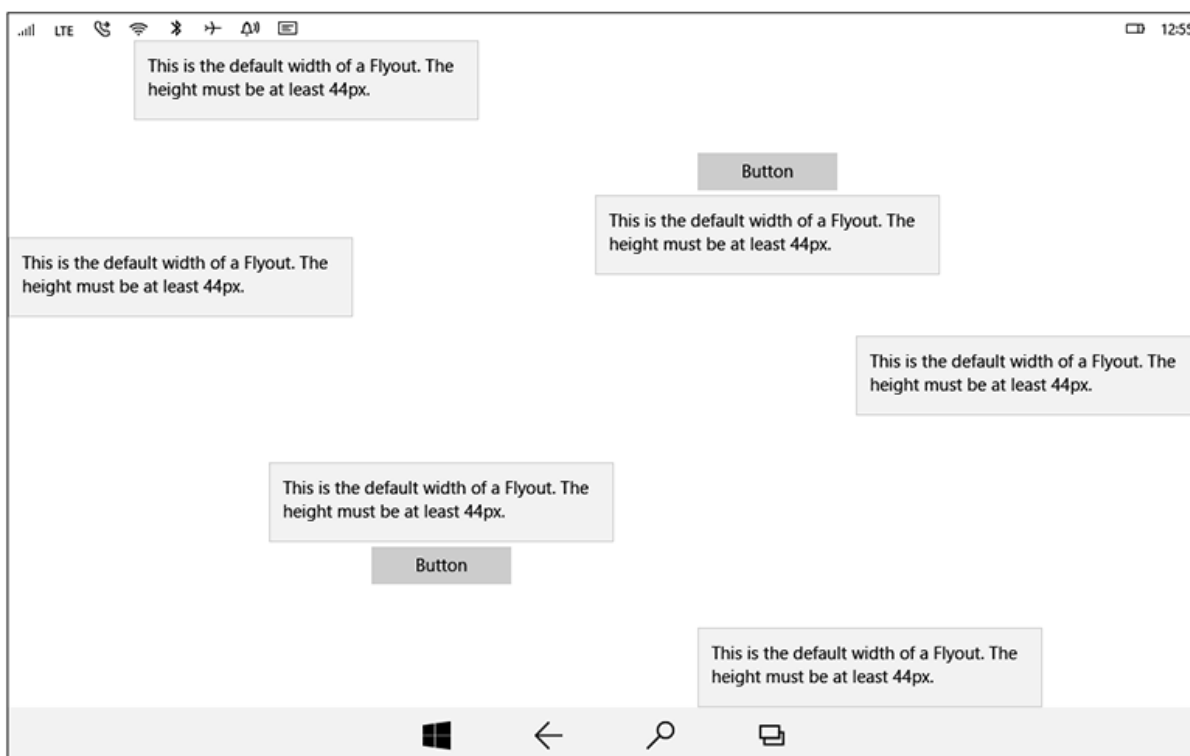 LTE
12:55
This is the default width of a Flyout. The
height must be at least 44px.
Button
This is the default width of a Flyout. The
height must be at least 44px.
This is the default width of a Flyout. The
height must be at least 44px.
This is the default width of a Flyout. The
height must be at least 44px.
This is the default width of a Flyout. The
height must be at least 44px.
Button
This is the default width of a Flyout. The
height must be at least 44px.